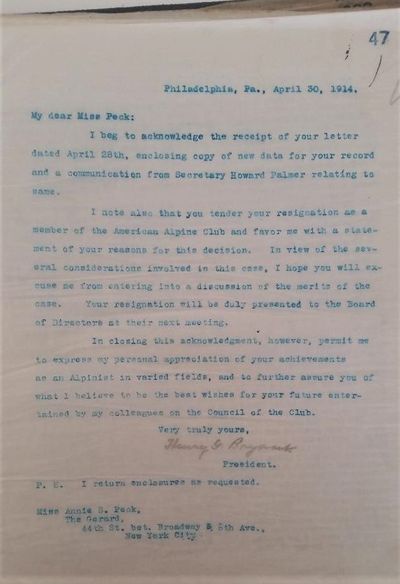 47
Philadelphia, Pa., April 30, 1914.
My dear Miss Peck:
I beg to acknowledge the receipt of your letter
dated April 28th, enclosing copy of new data for your record
and a communication from Secretary Howard Palmer relating to
same.
I note also that you tender your resignation as a
member of the American Alpine Club and favor me with a state-
ment of your reasons for this decision. In view of the sev-
eral considerations involved in this case, I hope you will ex-
cuse me from entering into a discussion of the merits of the
case. Your resignation will be duly presented to the Board
of Directors at their next meeting.
In closing this acknowledgment, however, permit me
to express my personal appreciation of your achievements
as an Alpinist in varied fields, and to further assure you of
what I believe to be the best wishes for your future enter-
tained by my colleagues on the Council of the Club.
Very truly yours,
Henry G. Bryant
President.
P. S. I return enclosures as requested.
Miss Annie S. Peck,
The Gerard,
44th St. bet. Broadway & 6th Ave.,
New York City.